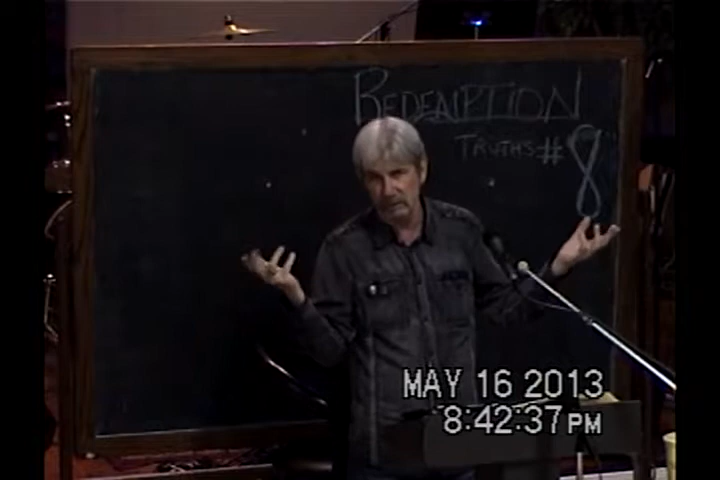 REDEMPTION
TRUTHS # "8"
MAY 16 2013
8:42:37 PM